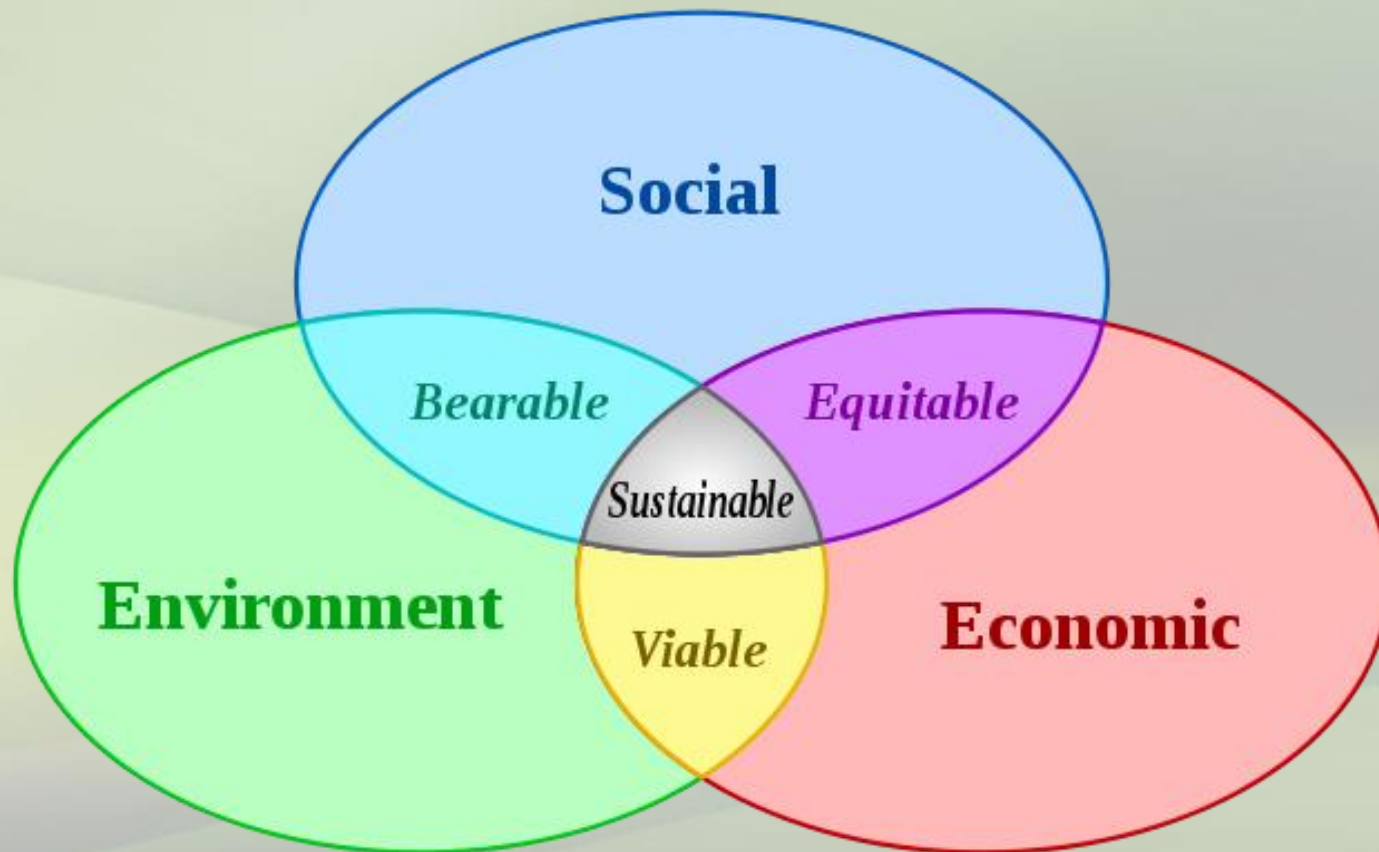 Social
Bearable
Equitable
Sustainable
Environment
Economic
Viable